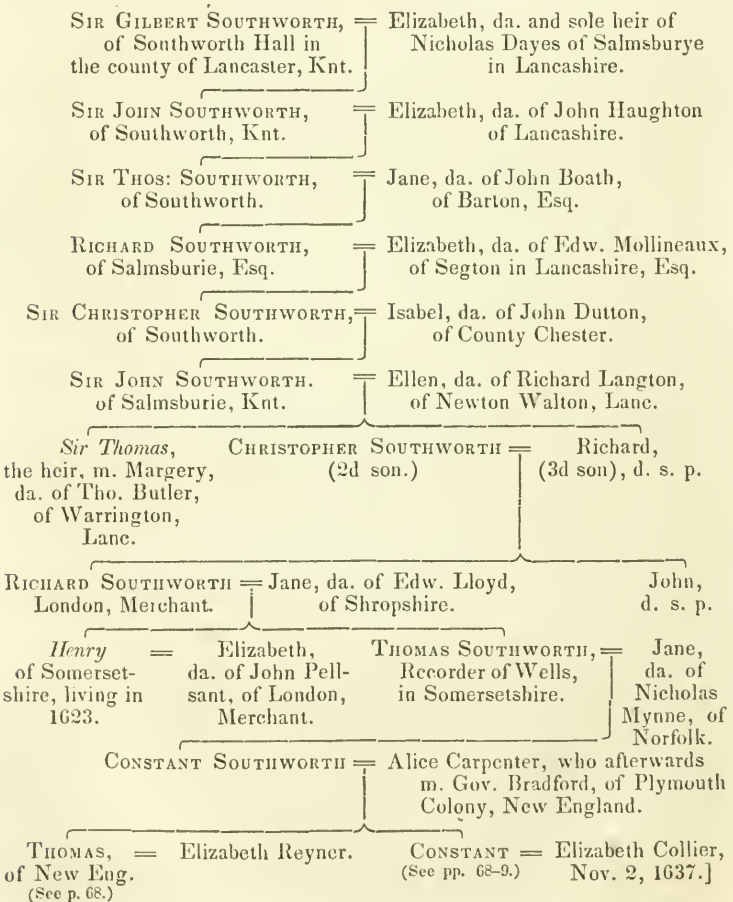 Sir Gilbert Southworth, = Elizabeth, da. and sole heir of
of Southworth Hall in Nicholas Dayes of Salmsburye
the county of Lancaster, Knt. in Lancashire.
Sir John Southworth, = Elizabeth, da. of John Haughton
of Southworth, Knt. of Lancashire.
Sir Thos: Southworth, = Jane, da. of John Boath,
of Southworth. of Barton, Esq.
Richard Southworth, = Elizabeth, da. of Edw. Mollineaux,
of Salmsburie, Esq. of Segton in Lancashire, Esq.
Sir Christopher Southworth, = Isabel, da. of John Dutton,
of Southworth. of County Chester.
Sir John Southworth. = Ellen, da. of Richard Langton,
of Salmsburie, Knt. of Newton Walton, Lanc.
Sir Thomas, Christopher Southworth = Richard,
the heir, m. Margery, (2d son.) (3d son), d. s. p.
da. of Tho. Butler,
of Warrington,
Lanc.
Richard Southworth = Jane, da. of Edw. Lloyd, John,
London, Merchant. of Shropshire. d. s. p.
Henry = Elizabeth, Thomas Southworth, = Jane,
of Somerset- da. of John Pell- Recorder of Wells, da. of
shire, living in sant, of London, in Somersetshire. Nicholas
1623. Merchant. Mynne, of
Norfolk.
Constant Southworth = Alice Carpenter, who afterwards
m. Gov. Bradford, of Plymouth
Colony, New England.
Thomas, = Elizabeth Reyner. Constant = Elizabeth Collier,
of New Eng. (See pp. 68-9.) Nov. 2, 1637.]
(See p. 68.)